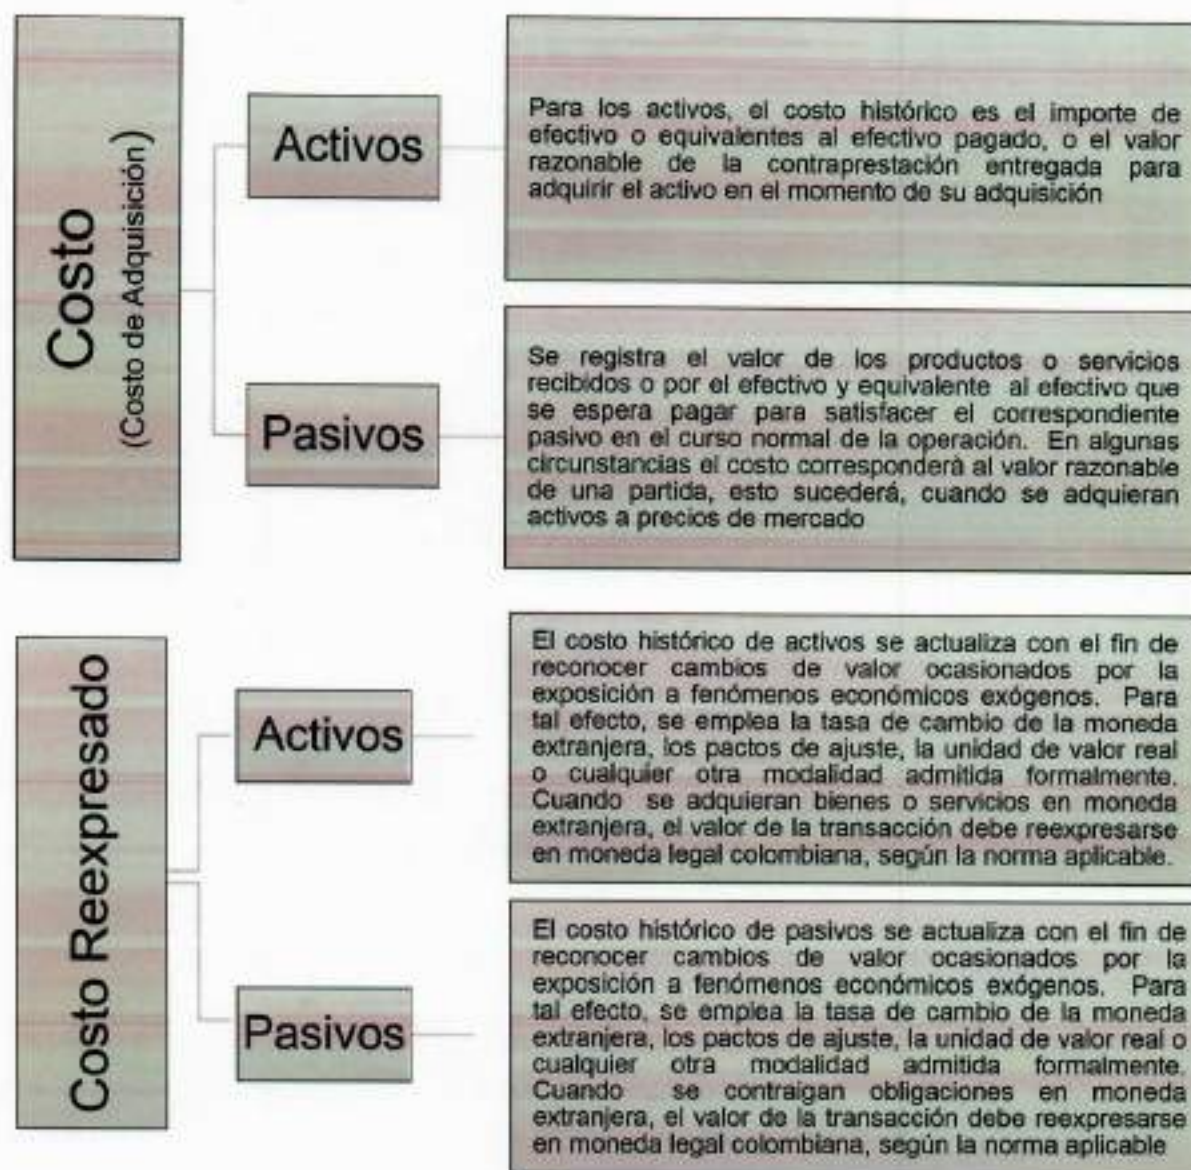 Costo
(Costo de Adquisición)
Activos
Para los activos, el costo histórico es el importe de
efectivo o equivalentes al efectivo pagado, o el valor
razonable de la contraprestación entregada para
adquirir el activo en el momento de su adquisición
Pasivos
Se registra el valor de los productos o servicios
recibidos o por el efectivo y equivalente al efectivo que
se espera pagar para satisfacer el correspondiente
pasivo en el curso normal de la operación. En algunas
circunstancias el costo corresponderà al valor razonable
de una partida, esto sucederá, cuando se adquieran
activos a precios de mercado
Costo Reexpresado
Activos
El costo histórico de activos se actualiza con el fin de
reconocer cambios de valor ocasionados por la
exposición a fenómenos económicos exógenos. Para
tal efecto, se emplea la tasa de cambio de la moneda
extranjera, los pactos de ajuste, la unidad de valor real
o cualquier otra modalidad admitida formalmente.
Cuando se adquieran bienes o servicios en moneda
extranjera, el valor de la transacción debe reexpresarse
en moneda legal colombiana, según la norma aplicable.
Pasivos
El costo histórico de pasivos se actualiza con el fin de
reconocer cambios de valor ocasionados por la
exposición a fenómenos económicos exógenos. Para
tal efecto, se emplea la tasa de cambio de la moneda
extranjera, los pactos de ajuste, la unidad de valor real o
cualquier otra modalidad admitida formalmente.
Cuando se contraigan obligaciones en moneda
extranjera, el valor de la transacción debe reexpresarse
en moneda legal colombiana, según la norma aplicable